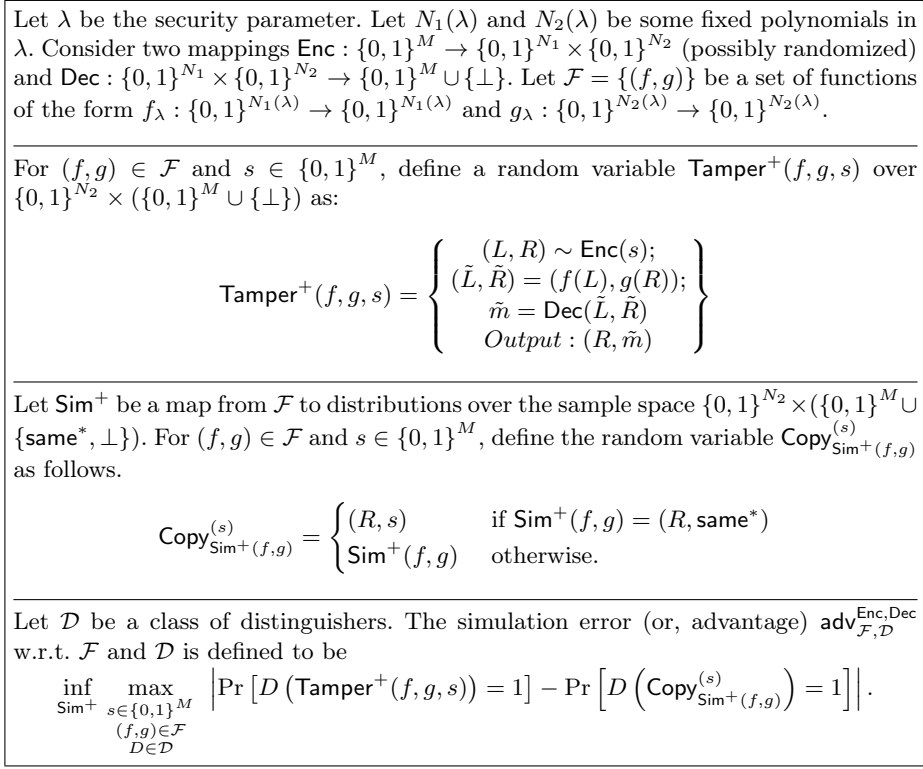 Let λ be the security parameter. Let N₁(λ) and N₂(λ) be some fixed polynomials in
λ. Consider two mappings Enc : {0, 1}^M → {0, 1}^{N₁} × {0, 1}^{N₂} (possibly randomized)
and Dec : {0, 1}^{N₁} × {0, 1}^{N₂} → {0, 1}^M ∪ {⊥}. Let F = {(f, g)} be a set of functions
of the form f_λ : {0, 1}^{N₁(λ)} → {0, 1}^{N₁(λ)} and g_λ : {0, 1}^{N₂(λ)} → {0, 1}^{N₂(λ)}.
For (f, g) ∈ F and s ∈ {0, 1}^M, define a random variable Tamper⁺(f, g, s) over
{0, 1}^{N₂} × ({0, 1}^M ∪ {⊥}) as:
(L, R) ∼ Enc(s);
(L̃, R̃) = (f(L), g(R));
Tamper⁺(f, g, s) =
m̃ = Dec(L̃, R̃)
Output : (R, m̃)
Let Sim⁺ be a map from F to distributions over the sample space {0, 1}^{N₂} × ({0, 1}^M ∪
{same*, ⊥}). For (f, g) ∈ F and s ∈ {0, 1}^M, define the random variable Copy^{(s)}_{Sim⁺(f,g)}
as follows.
Copy^{(s)}_{Sim⁺(f,g)} = { (R, s) if Sim⁺(f, g) = (R, same*)
Sim⁺(f, g) otherwise.
Let D be a class of distinguishers. The simulation error (or, advantage) adv^{Enc,Dec}_{F,D}
w.r.t. F and D is defined to be
inf_{Sim⁺} max_{s∈{0,1}^M (f,g)∈F D∈D} |Pr [D (Tamper⁺(f, g, s)) = 1] − Pr [D (Copy^{(s)}_{Sim⁺(f,g)}) = 1]| .